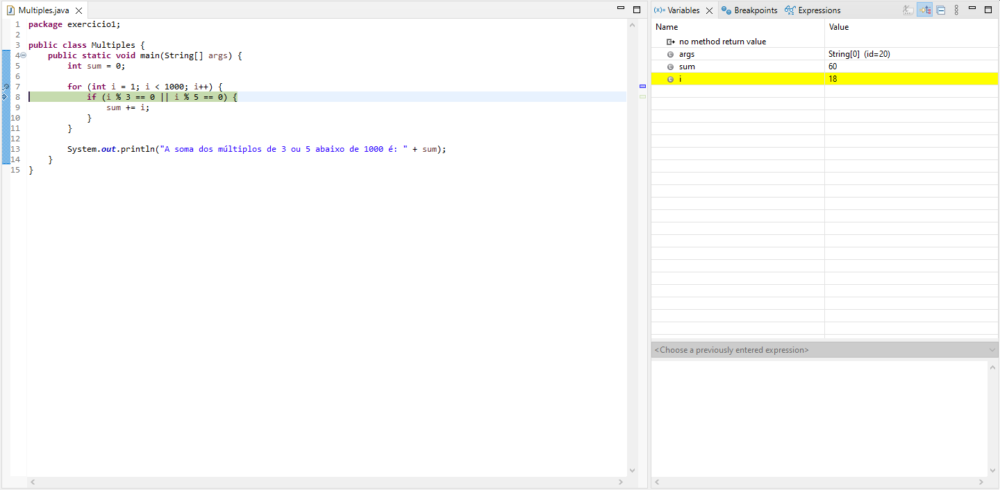 Multiples.java
1 package exercicio1;
2
3 public class Multiples {
4 public static void main(String[] args) {
5 int sum = 0;
6
7 for (int i = 1; i < 1000; i++) {
8 if (i % 3 == 0 || i % 5 == 0) {
9 sum += i;
10 }
11 }
12
13 System.out.println("A soma dos múltiplos de 3 ou 5 abaixo de 1000 é: " + sum);
14 }
15 }
(x)= Variables Breakpoints Expressions
Name Value
no method return value
args String[0] (id=20)
sum 60
i 18
<Choose a previously entered expression>